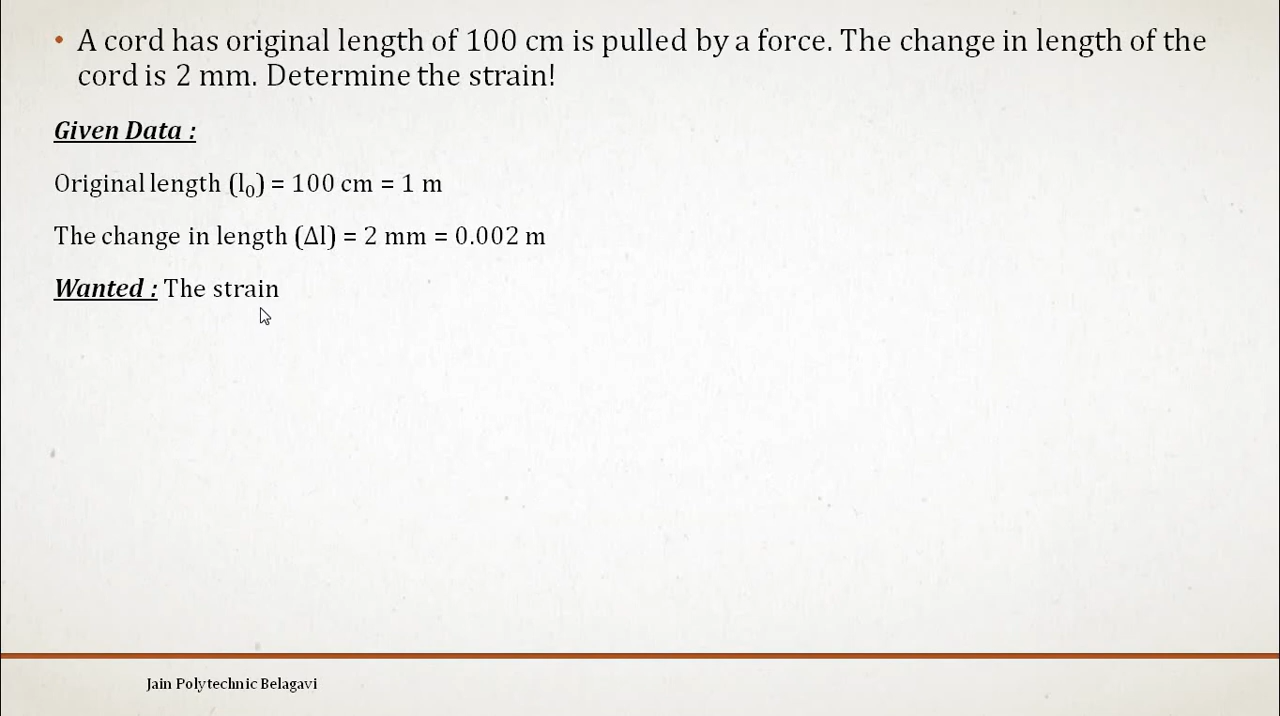 • A cord has original length of 100 cm is pulled by a force. The change in length of the
cord is 2 mm. Determine the strain!
Given Data :
Original length (l₀) = 100 cm = 1 m
The change in length (Δl) = 2 mm = 0.002 m
Wanted : The strain
Jain Polytechnic Belagavi